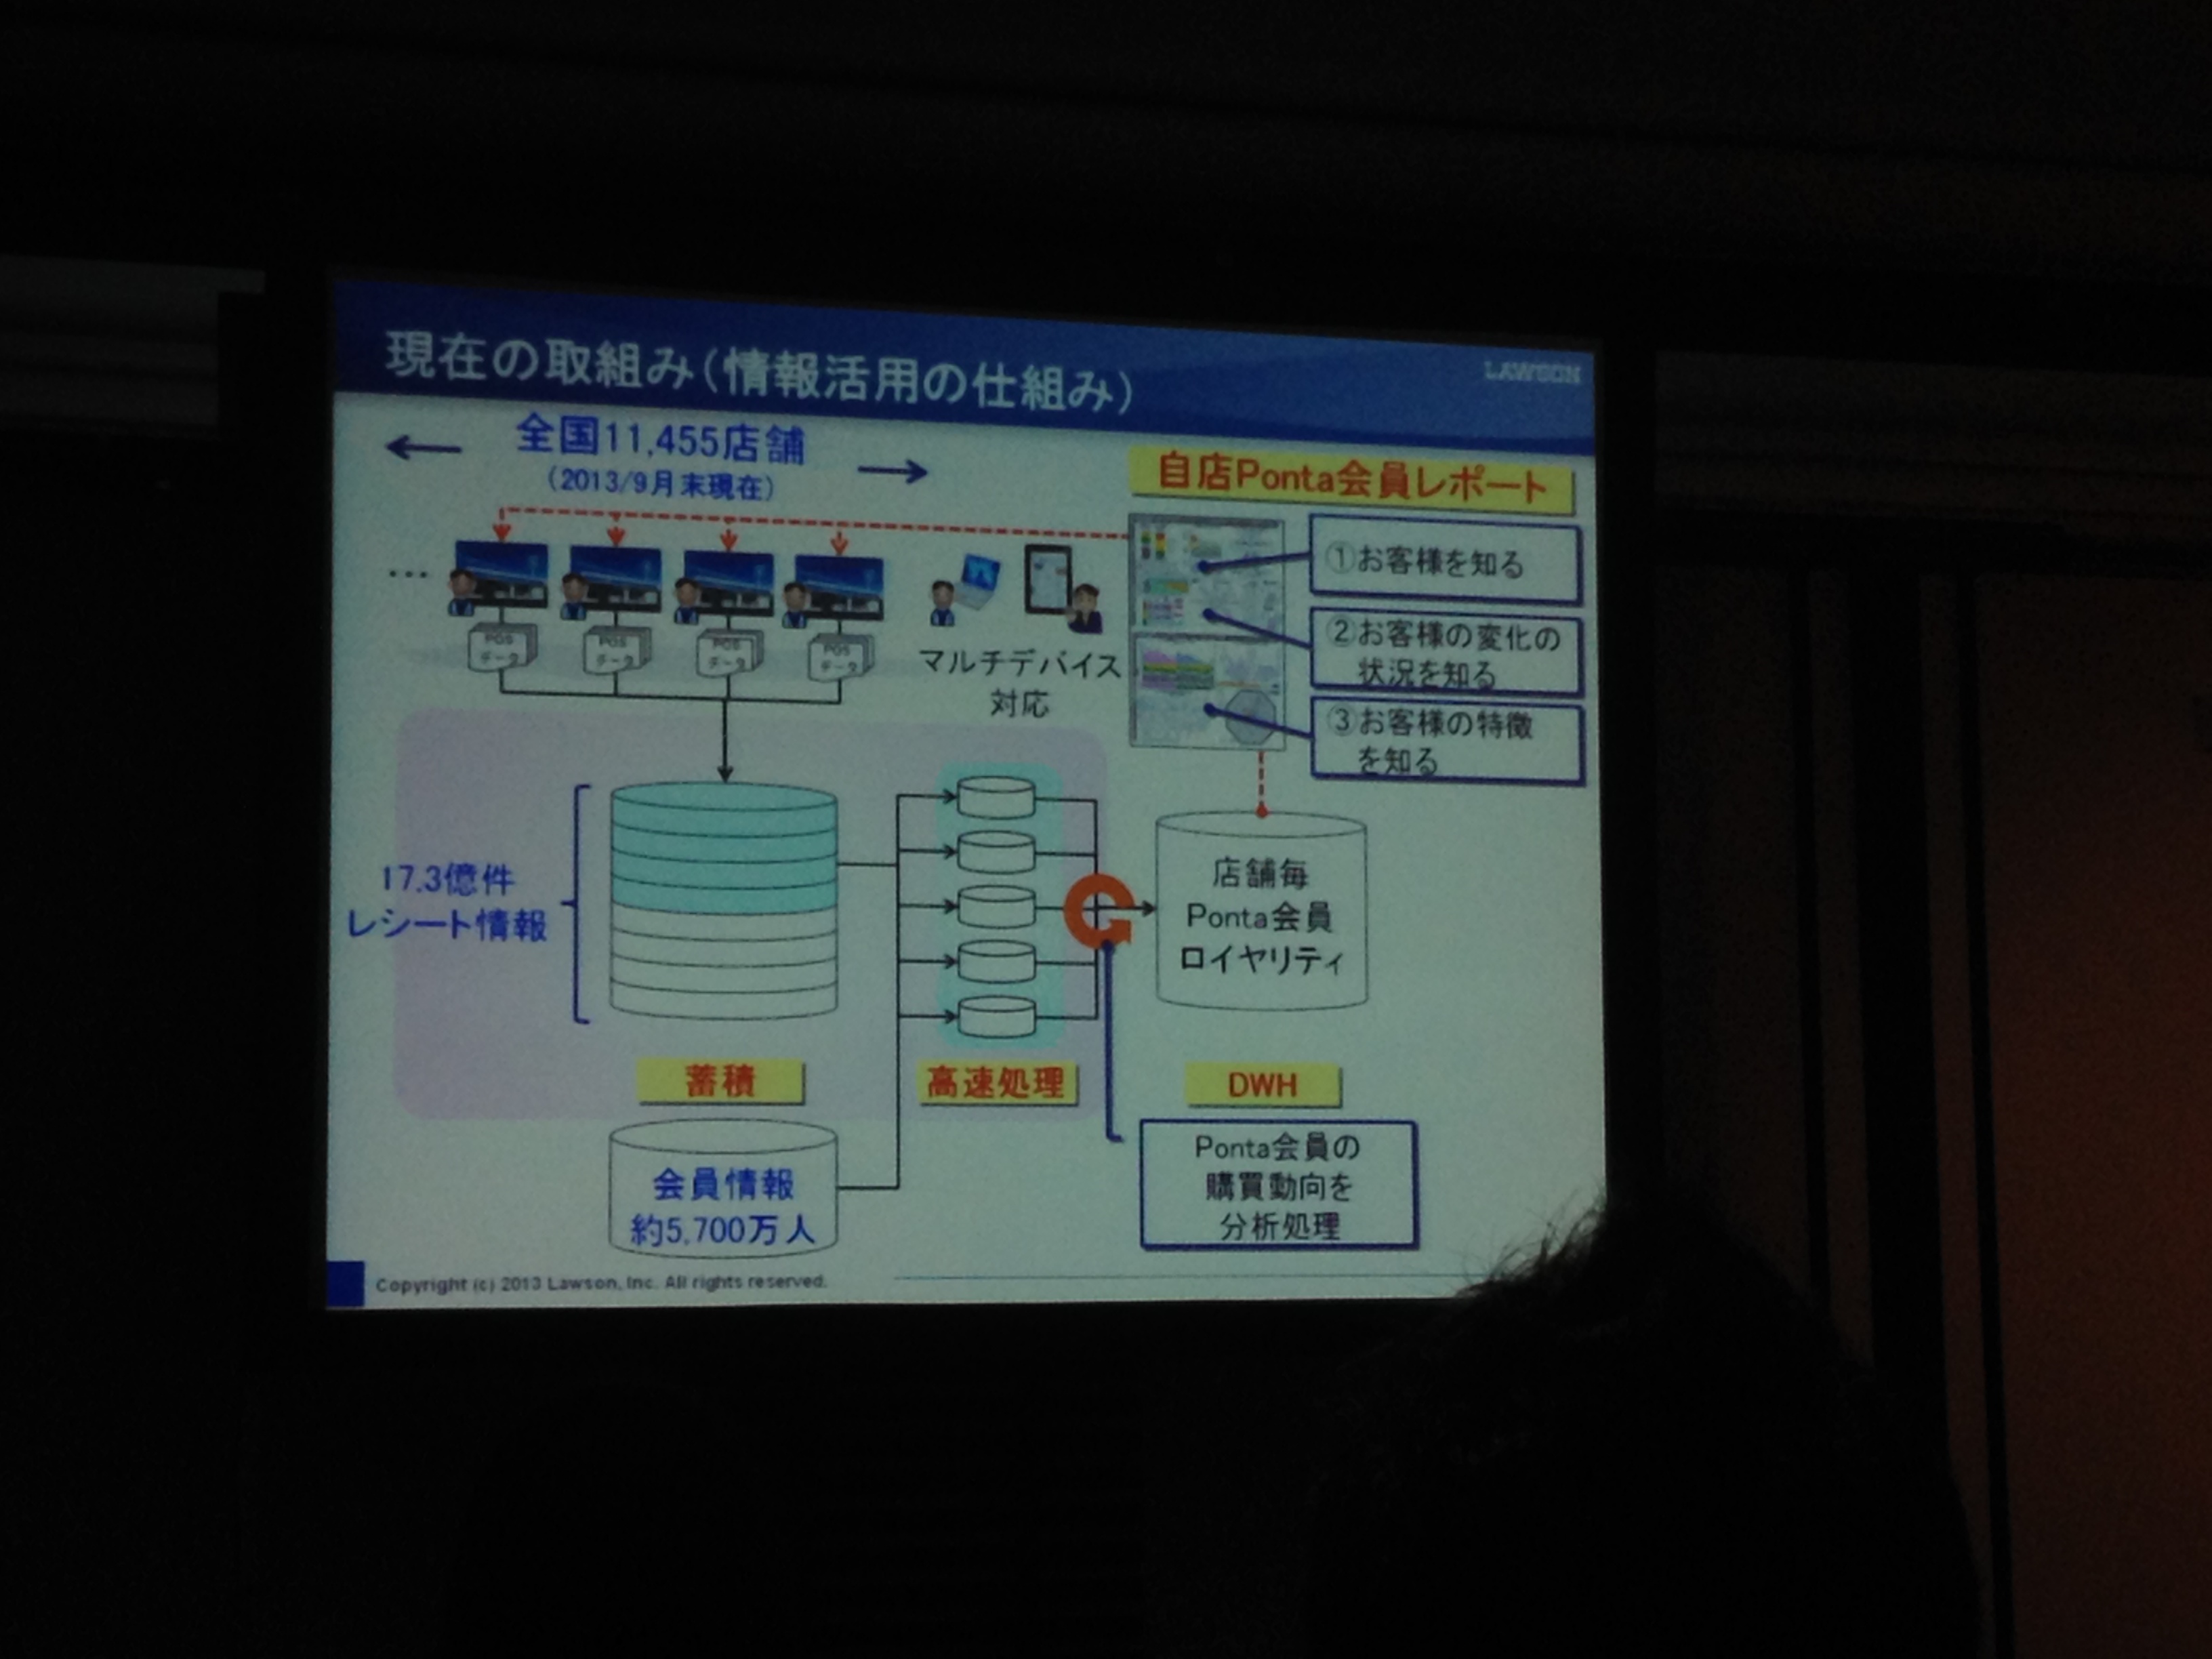 現在の取組み(情報活用の仕組み)
LAWSON
全国11,455店舗
(2013/9月末現在)
自店Ponta会員レポート
①お客様を知る
②お客様の変化の
状況を知る
③お客様の特徴
を知る
…
POS
データ
POS
データ
POS
データ
POS
データ
マルチデバイス
対応
17.3億件
レシート情報
店舗毎
Ponta会員
ロイヤリティ
蓄積
高速処理
DWH
会員情報
約5,700万人
Ponta会員の
購買動向を
分析処理
Copyright (c) 2013 Lawson, Inc. All rights reserved.